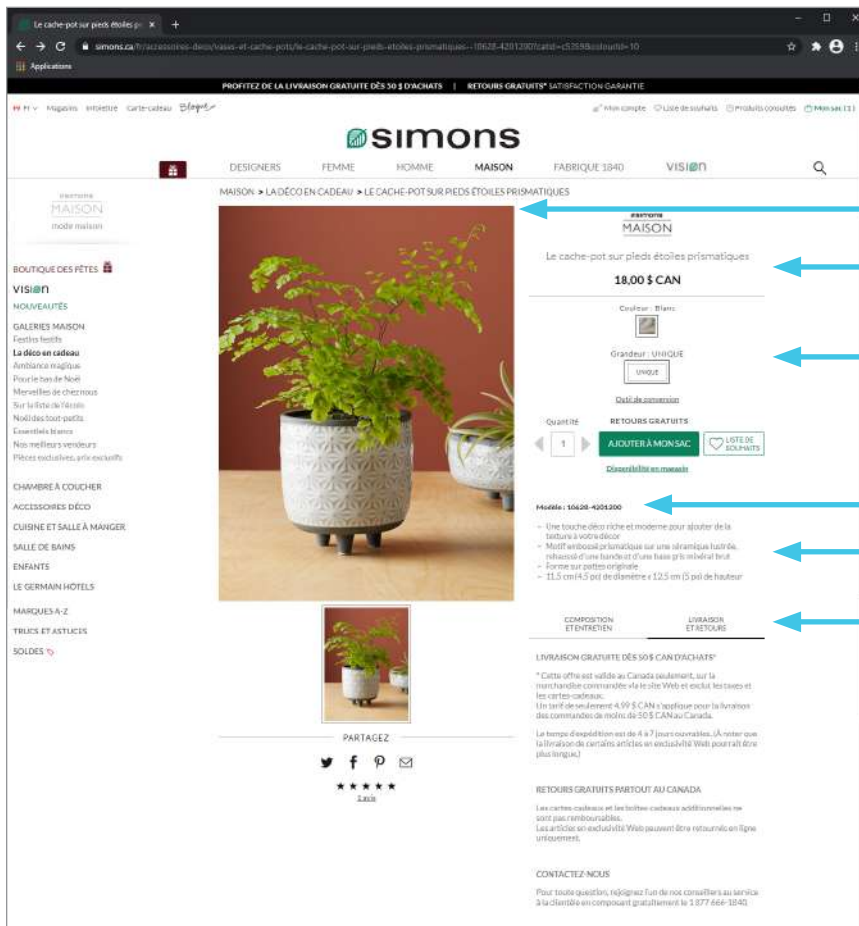 Le cache-pot sur pieds étoiles pr
Applications
PROFITEZ DE LA LIVRAISON GRATUITE DÈS 50 $ D'ACHATS | RETOURS GRATUITS* SATISFACTION GARANTIE
Magasins Infolettre Carte-cadeau Blogue
Mon compte Liste de souhaits Produits consultés Mon sac (1)
simons
DESIGNERS FEMME HOMME MAISON FABRIQUE 1840 VISION
MAISON > LA DÉCO EN CADEAU > LE CACHE-POT SUR PIEDS ÉTOILES PRISMATIQUES
simons
MAISON
mode maison
BOUTIQUE DES FÊTES
VISION
NOUVEAUTÉS
GALERIES MAISON
Festins festifs
La déco en cadeau
Ambiance magique
Pour le bas de Noël
Merveilles de chez nous
Sur la liste de l'écolo
Noël des tout-petits
Essentiels blancs
Nos meilleurs vendeurs
Pièces exclusives, prix exclusifs
CHAMBRE À COUCHER
ACCESSOIRES DÉCO
CUISINE ET SALLE À MANGER
SALLE DE BAINS
ENFANTS
LE GERMAIN HÔTELS
MARQUES A-Z
TRUCS ET ASTUCES
SOLDES
PARTAGEZ
2 avis
simons
MAISON
Le cache-pot sur pieds étoiles prismatiques
18,00 $ CAN
Couleur : Blanc
Grandeur : UNIQUE
UNIQUE
Outil de conversion
Quantité RETOURS GRATUITS
1 AJOUTER À MON SAC LISTE DE
SOUHAITS
Disponibilité en magasin
Modèle : 10628-4201200
– Une touche déco riche et moderne pour ajouter de la
texture à votre décor
– Motif embossé prismatique sur une céramique lustrée,
rehaussé d'une bande et d'une base gris minéral brut
– Forme sur pattes originale
– 11.5 cm (4.5 po) de diamètre x 12.5 cm (5 po) de hauteur
COMPOSITION
ET ENTRETIEN
LIVRAISON
ET RETOURS
LIVRAISON GRATUITE DÈS 50 $ CAN D'ACHATS*
* Cette offre est valide au Canada seulement, sur la
marchandise commandée via le site Web et exclut les taxes et
les cartes-cadeaux.
Un tarif de seulement 4.99 $ CAN s'applique pour la livraison
des commandes de moins de 50 $ CAN au Canada.
Le temps d'expédition est de 4 à 7 jours ouvrables. (À noter que
la livraison de certains articles en exclusivité Web pourrait être
plus longue.)
RETOURS GRATUITS PARTOUT AU CANADA
Les cartes-cadeaux et les boîtes-cadeaux additionnelles ne
sont pas remboursables.
Les articles en exclusivité Web peuvent être retournés en ligne
uniquement.
CONTACTEZ-NOUS
Pour toute question, rejoignez l'un de nos conseillers au service
à la clientèle en composant gratuitement le 1 877 666-1840.